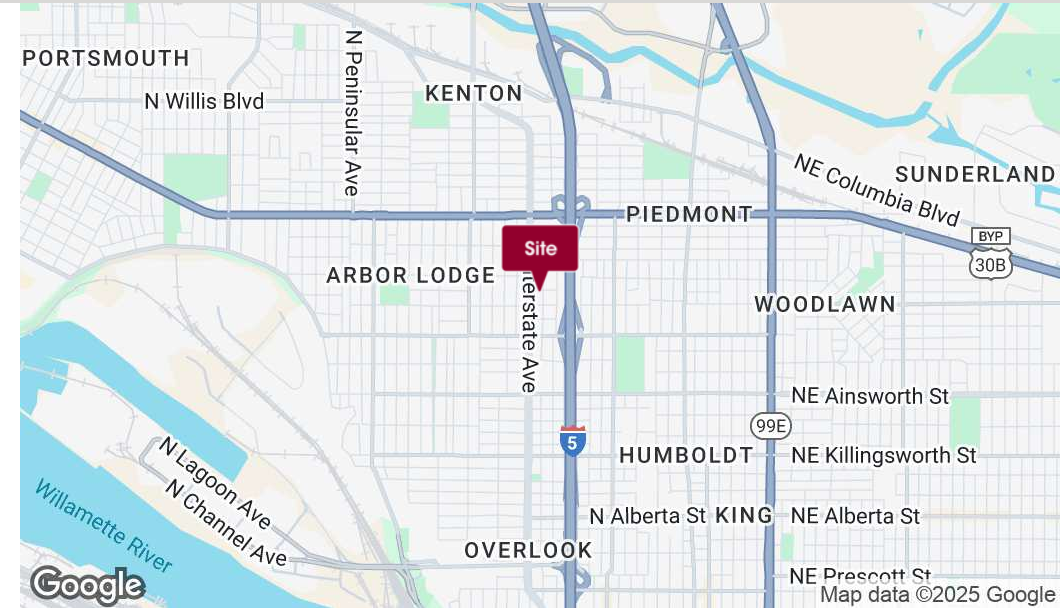 PORTSMOUTH
N Willis Blvd
N Peninsular Ave
KENTON
NE Columbia Blvd
SUNDERLAND
PIEDMONT
BYP
30B
Site
ARBOR LODGE
terstate Ave
WOODLAWN
NE Ainsworth St
99E
5
HUMBOLDT
NE Killingsworth St
N Lagoon Ave
N Channel Ave
Willamette River
N Alberta St
KING
NE Alberta St
OVERLOOK
NE Prescott St
Google
Map data ©2025 Google